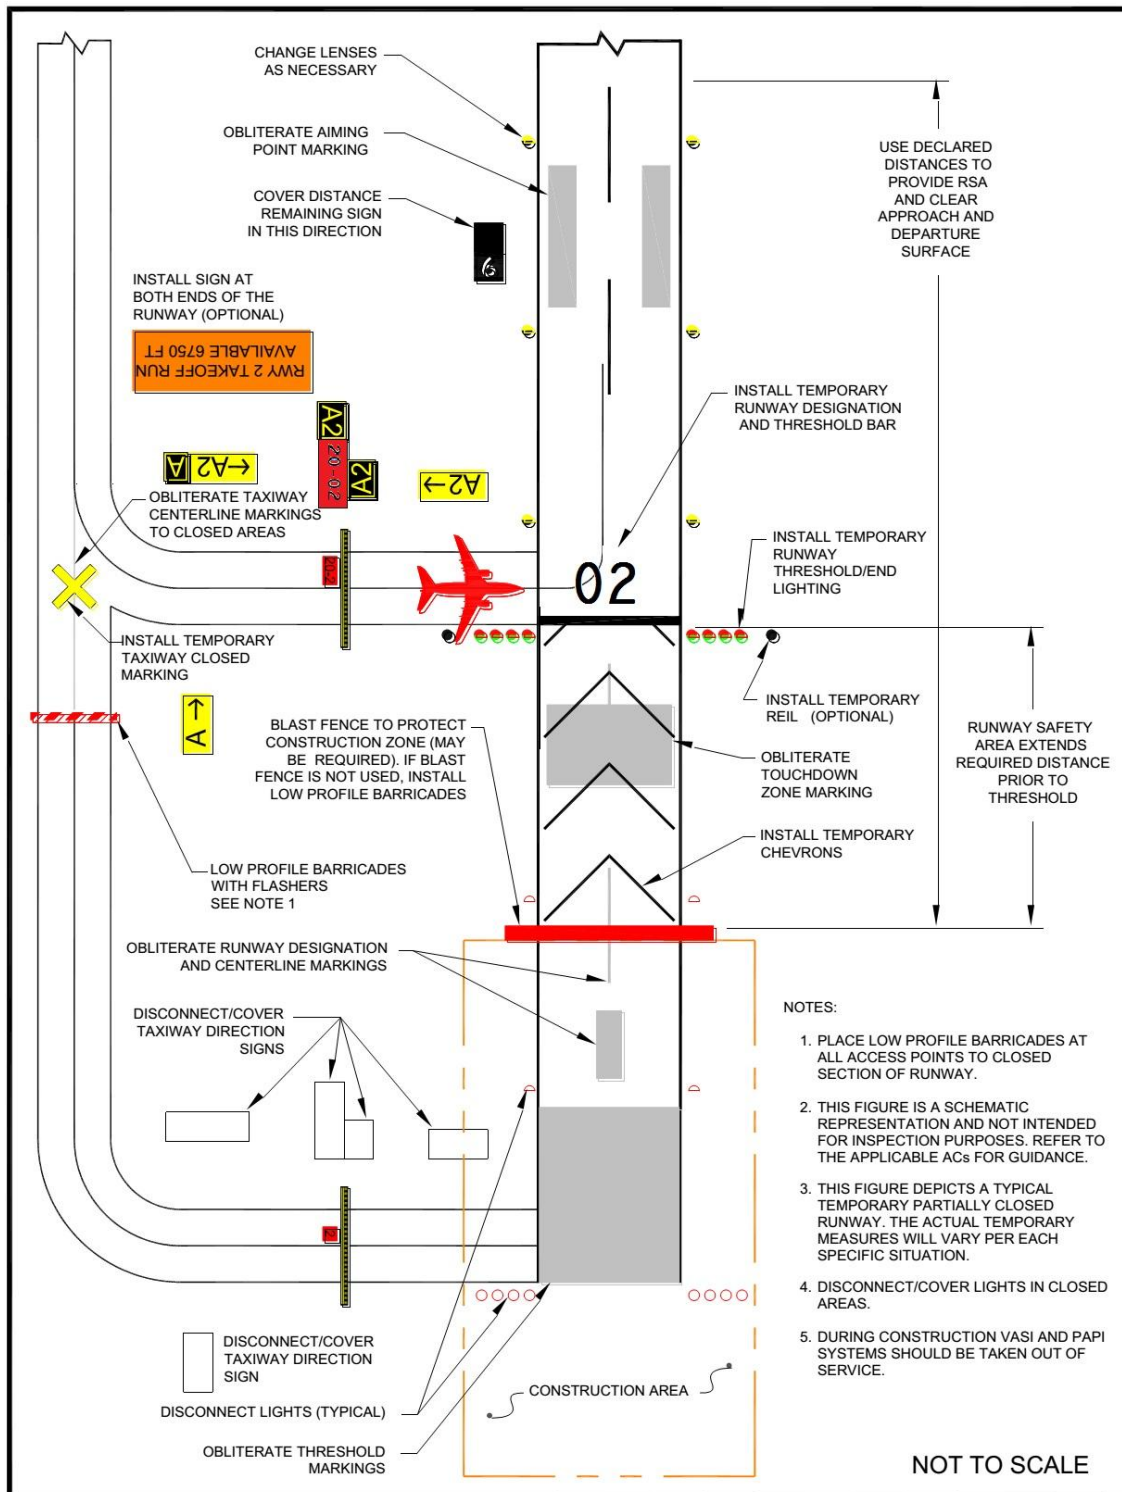 CHANGE LENSES
AS NECESSARY
OBLITERATE AIMING
POINT MARKING
COVER DISTANCE
REMAINING SIGN
IN THIS DIRECTION
6
INSTALL SIGN AT
BOTH ENDS OF THE
RUNWAY (OPTIONAL)
RWY 2 TAKEOFF RUN
AVAILABLE 6750 FT
USE DECLARED
DISTANCES TO
PROVIDE RSA
AND CLEAR
APPROACH AND
DEPARTURE
SURFACE
INSTALL TEMPORARY
RUNWAY DESIGNATION
AND THRESHOLD BAR
A2
20-02
A2
A
←A2
A2→
OBLITERATE TAXIWAY
CENTERLINE MARKINGS
TO CLOSED AREAS
20-2
02
INSTALL TEMPORARY
RUNWAY
THRESHOLD/END
LIGHTING
INSTALL TEMPORARY
TAXIWAY CLOSED
MARKING
A→
INSTALL TEMPORARY
REIL (OPTIONAL)
BLAST FENCE TO PROTECT
CONSTRUCTION ZONE (MAY
BE REQUIRED). IF BLAST
FENCE IS NOT USED, INSTALL
LOW PROFILE BARRICADES
OBLITERATE
TOUCHDOWN
ZONE MARKING
RUNWAY SAFETY
AREA EXTENDS
REQUIRED DISTANCE
PRIOR TO
THRESHOLD
INSTALL TEMPORARY
CHEVRONS
LOW PROFILE BARRICADES
WITH FLASHERS
SEE NOTE 1
OBLITERATE RUNWAY DESIGNATION
AND CENTERLINE MARKINGS
DISCONNECT/COVER
TAXIWAY DIRECTION
SIGNS
2
DISCONNECT/COVER
TAXIWAY DIRECTION
SIGN
DISCONNECT LIGHTS (TYPICAL)
OBLITERATE THRESHOLD
MARKINGS
CONSTRUCTION AREA
NOTES:
1. PLACE LOW PROFILE BARRICADES AT
ALL ACCESS POINTS TO CLOSED
SECTION OF RUNWAY.
2. THIS FIGURE IS A SCHEMATIC
REPRESENTATION AND NOT INTENDED
FOR INSPECTION PURPOSES. REFER TO
THE APPLICABLE ACs FOR GUIDANCE.
3. THIS FIGURE DEPICTS A TYPICAL
TEMPORARY PARTIALLY CLOSED
RUNWAY. THE ACTUAL TEMPORARY
MEASURES WILL VARY PER EACH
SPECIFIC SITUATION.
4. DISCONNECT/COVER LIGHTS IN CLOSED
AREAS.
5. DURING CONSTRUCTION VASI AND PAPI
SYSTEMS SHOULD BE TAKEN OUT OF
SERVICE.
NOT TO SCALE